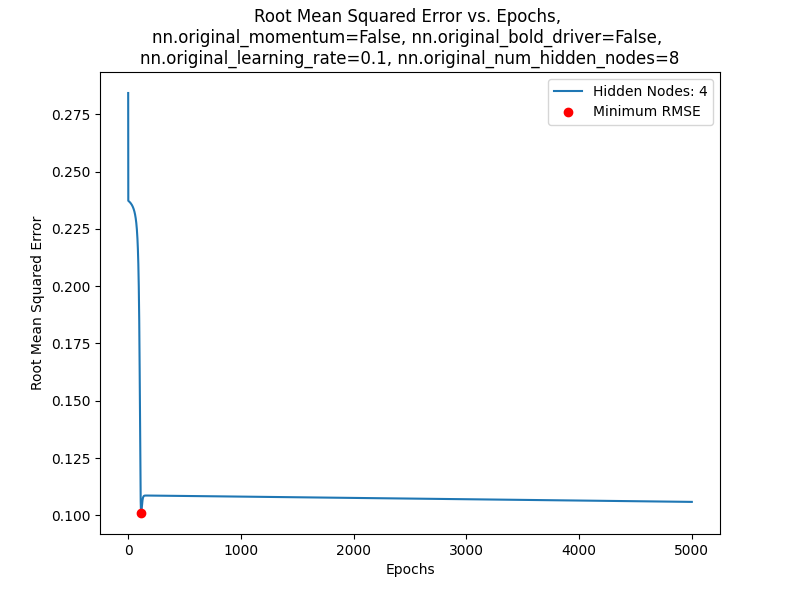 Root Mean Squared Error vs. Epochs,
nn.original_momentum=False, nn.original_bold_driver=False,
nn.original_learning_rate=0.1, nn.original_num_hidden_nodes=8
Hidden Nodes: 4
Minimum RMSE
Root Mean Squared Error
0.275
0.250
0.225
0.200
0.175
0.150
0.125
0.100
0 1000 2000 3000 4000 5000
Epochs